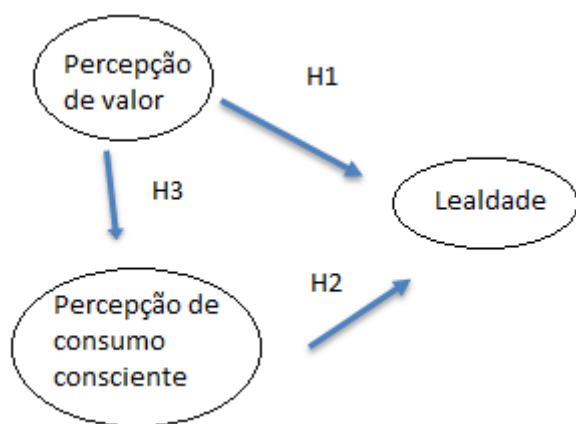 Percepção
de valor
H1
H3
Lealdade
H2
Percepção de
consumo
consciente